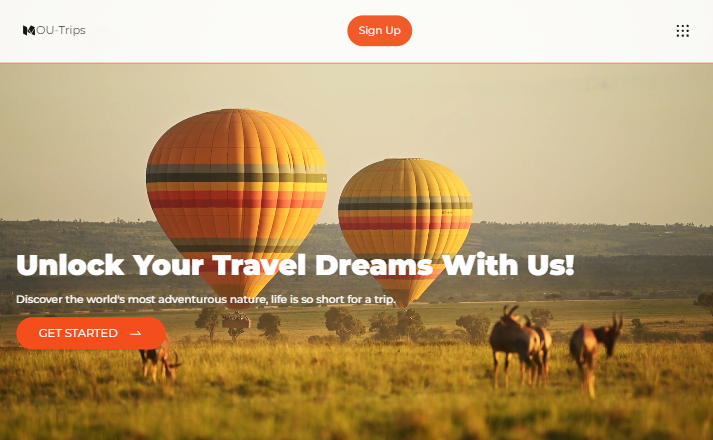 MOU-Trips
Sign Up
Unlock Your Travel Dreams With Us!
Discover the world's most adventurous nature, life is so short for a trip.
GET STARTED